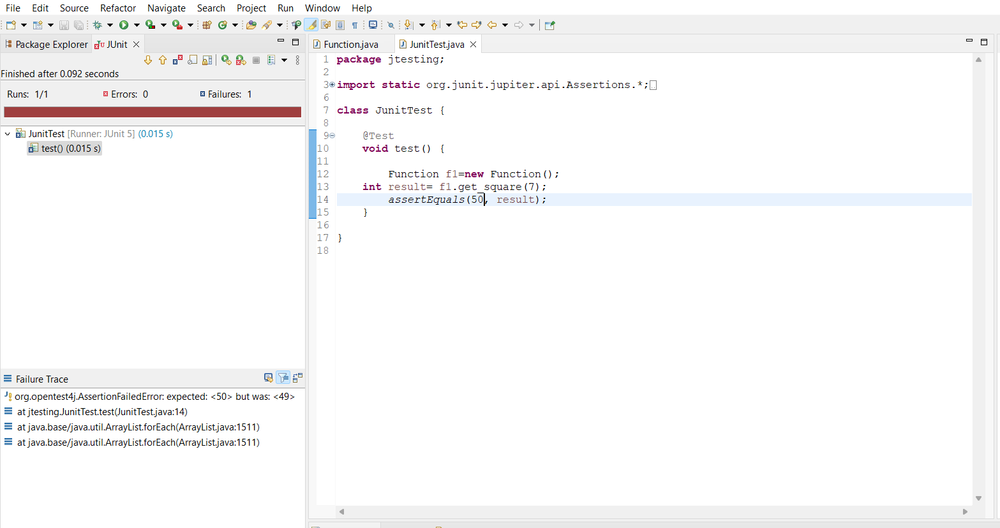 File Edit Source Refactor Navigate Search Project Run Window Help
Package Explorer JUnit
Finished after 0.092 seconds
Runs: 1/1 Errors: 0 Failures: 1
JunitTest [Runner: JUnit 5] (0.015 s)
test() (0.015 s)
Failure Trace
org.opentest4j.AssertionFailedError: expected: <50> but was: <49>
at jtesting.JunitTest.test(JunitTest.java:14)
at java.base/java.util.ArrayList.forEach(ArrayList.java:1511)
at java.base/java.util.ArrayList.forEach(ArrayList.java:1511)
Function.java JunitTest.java
1 package jtesting;
2
3 import static org.junit.jupiter.api.Assertions.*;
6
7 class JunitTest {
8
9 @Test
10 void test() {
11
12 Function f1=new Function();
13 int result= f1.get_square(7);
14 assertEquals(50, result);
15 }
16
17 }
18